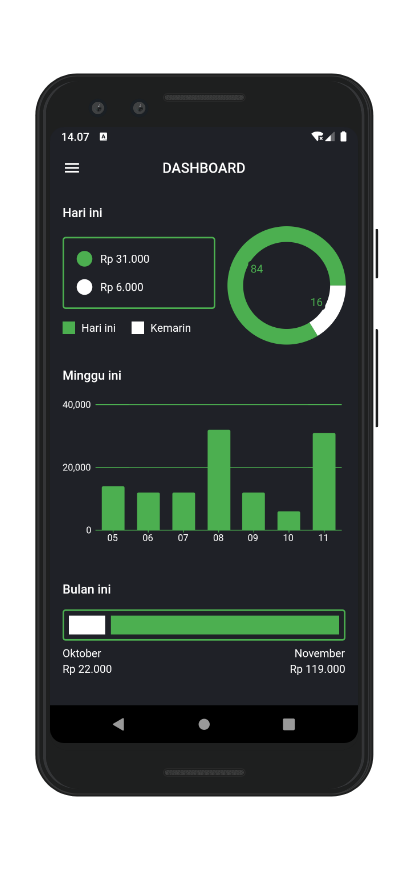 14.07 A
DASHBOARD
Hari ini
Rp 31.000
Rp 6.000
84
16
Hari ini Kemarin
Minggu ini
40,000
20,000
0
05 06 07 08 09 10 11
Bulan ini
Oktober November
Rp 22.000 Rp 119.000